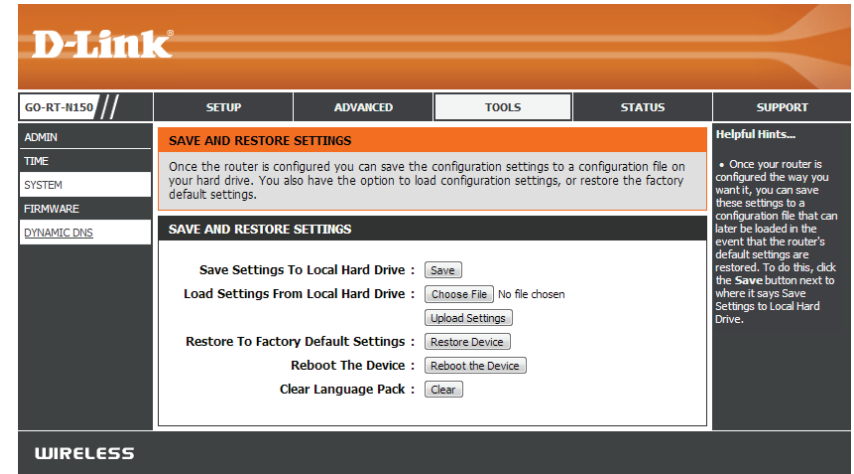 D-Link®
GO-RT-N150 // SETUP ADVANCED TOOLS STATUS SUPPORT
ADMIN
TIME
SYSTEM
FIRMWARE
DYNAMIC DNS
SAVE AND RESTORE SETTINGS
Once the router is configured you can save the configuration settings to a configuration file on
your hard drive. You also have the option to load configuration settings, or restore the factory
default settings.
SAVE AND RESTORE SETTINGS
Save Settings To Local Hard Drive : Save
Load Settings From Local Hard Drive : Choose File No file chosen
Upload Settings
Restore To Factory Default Settings : Restore Device
Reboot The Device : Reboot the Device
Clear Language Pack : Clear
Helpful Hints...
• Once your router is
configured the way you
want it, you can save
these settings to a
configuration file that can
later be loaded in the
event that the router's
default settings are
restored. To do this, click
the Save button next to
where it says Save
Settings to Local Hard
Drive.
WIRELESS